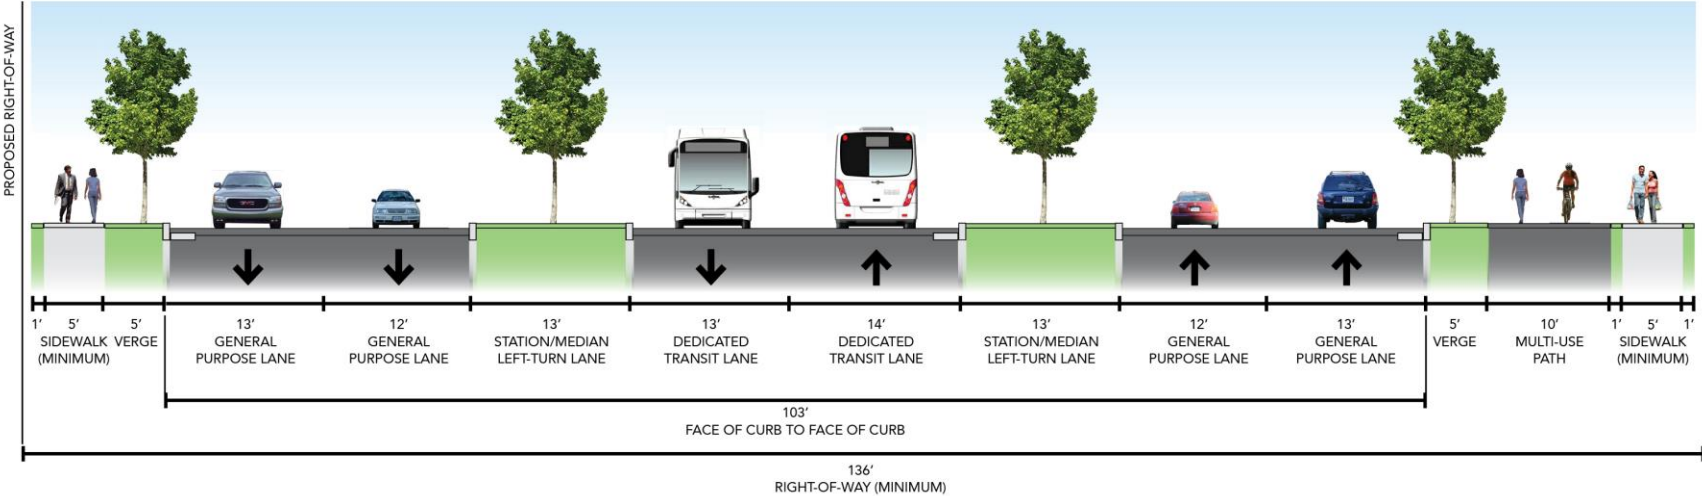 PROPOSED RIGHT-OF-WAY
1’
5’
SIDEWALK
(MINIMUM)
5’
VERGE
13’
GENERAL
PURPOSE LANE
12’
GENERAL
PURPOSE LANE
13’
STATION/MEDIAN
LEFT-TURN LANE
13’
DEDICATED
TRANSIT LANE
14’
DEDICATED
TRANSIT LANE
13’
STATION/MEDIAN
LEFT-TURN LANE
12’
GENERAL
PURPOSE LANE
13’
GENERAL
PURPOSE LANE
5’
VERGE
10’
MULTI-USE
PATH
1’
5’
SIDEWALK
(MINIMUM)
1’
103’
FACE OF CURB TO FACE OF CURB
136’
RIGHT-OF-WAY (MINIMUM)